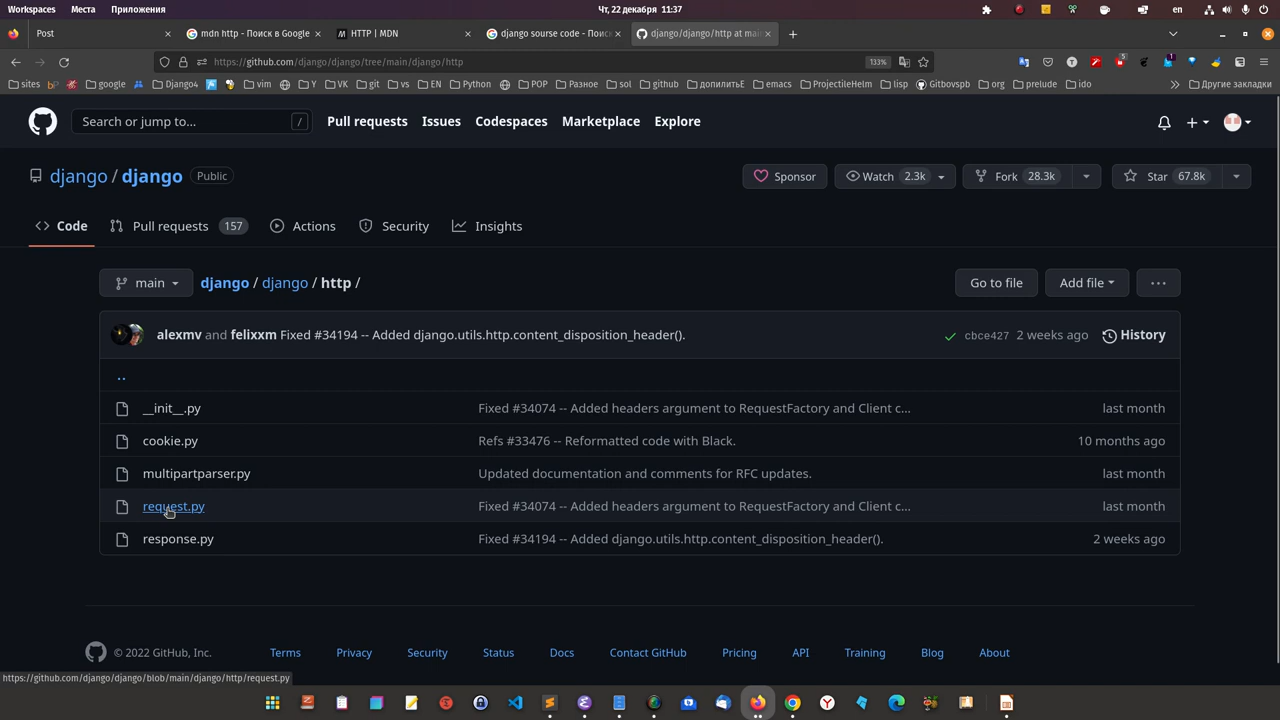 Workspaces Места Приложения Чт, 22 декабря 11:37 en
Post mdn http - Поиск в Google HTTP | MDN django sourse code - Поис django/django/http at main
https://github.com/django/django/tree/main/django/http 133%
sites google Django4 vim Y VK git vs EN Python POP Разное sol github допилитьЕ emacs ProjectileHelm lisp Gitbovspb org prelude ido Другие закладки
Search or jump to... / Pull requests Issues Codespaces Marketplace Explore
django / django Public Sponsor Watch 2.3k Fork 28.3k Star 67.8k
Code Pull requests 157 Actions Security Insights
main django / django / http / Go to file Add file ...
alexmv and felixxm Fixed #34194 -- Added django.utils.http.content_disposition_header(). cbce427 2 weeks ago History
..
__init__.py Fixed #34074 -- Added headers argument to RequestFactory and Client c... last month
cookie.py Refs #33476 -- Reformatted code with Black. 10 months ago
multipartparser.py Updated documentation and comments for RFC updates. last month
request.py Fixed #34074 -- Added headers argument to RequestFactory and Client c... last month
response.py Fixed #34194 -- Added django.utils.http.content_disposition_header(). 2 weeks ago
© 2022 GitHub, Inc. Terms Privacy Security Status Docs Contact GitHub Pricing API Training Blog About
https://github.com/django/django/blob/main/django/http/request.py